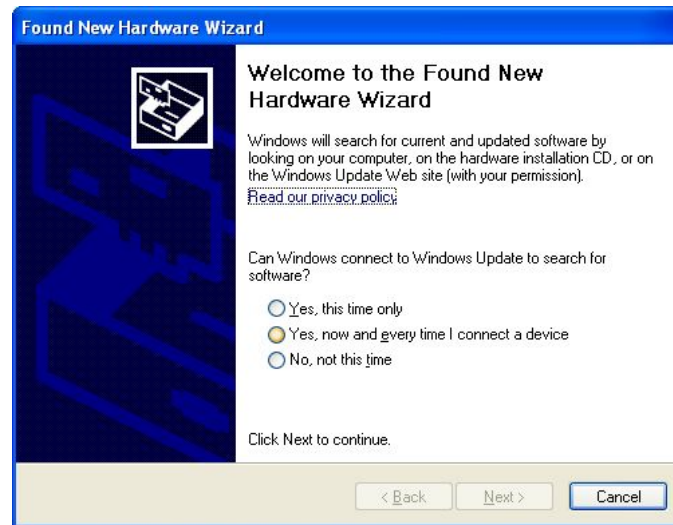 Found New Hardware Wizard
Welcome to the Found New
Hardware Wizard
Windows will search for current and updated software by
looking on your computer, on the hardware installation CD, or on
the Windows Update Web site (with your permission).
Read our privacy policy
Can Windows connect to Windows Update to search for
software?
Yes, this time only
Yes, now and every time I connect a device
No, not this time
Click Next to continue.
< Back Next > Cancel